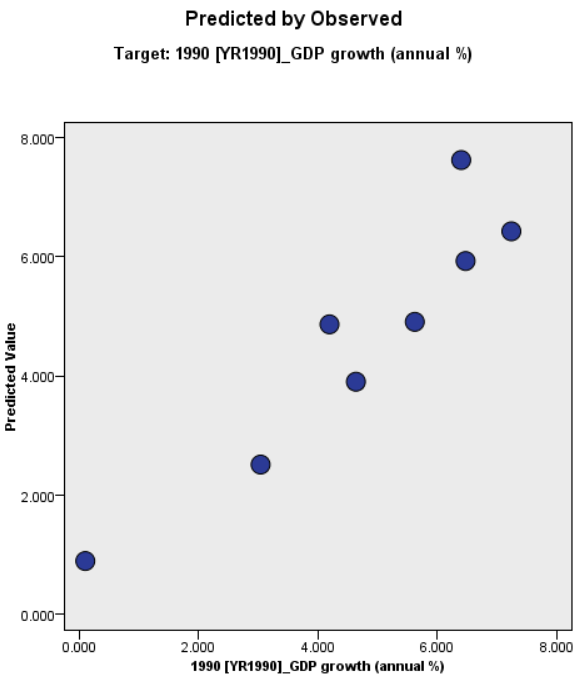 Predicted by Observed
Target: 1990 [YR1990]_GDP growth (annual %)
8.000
6.000
4.000
2.000
0.000
Predicted Value
0.000 2.000 4.000 6.000 8.000
1990 [YR1990]_GDP growth (annual %)